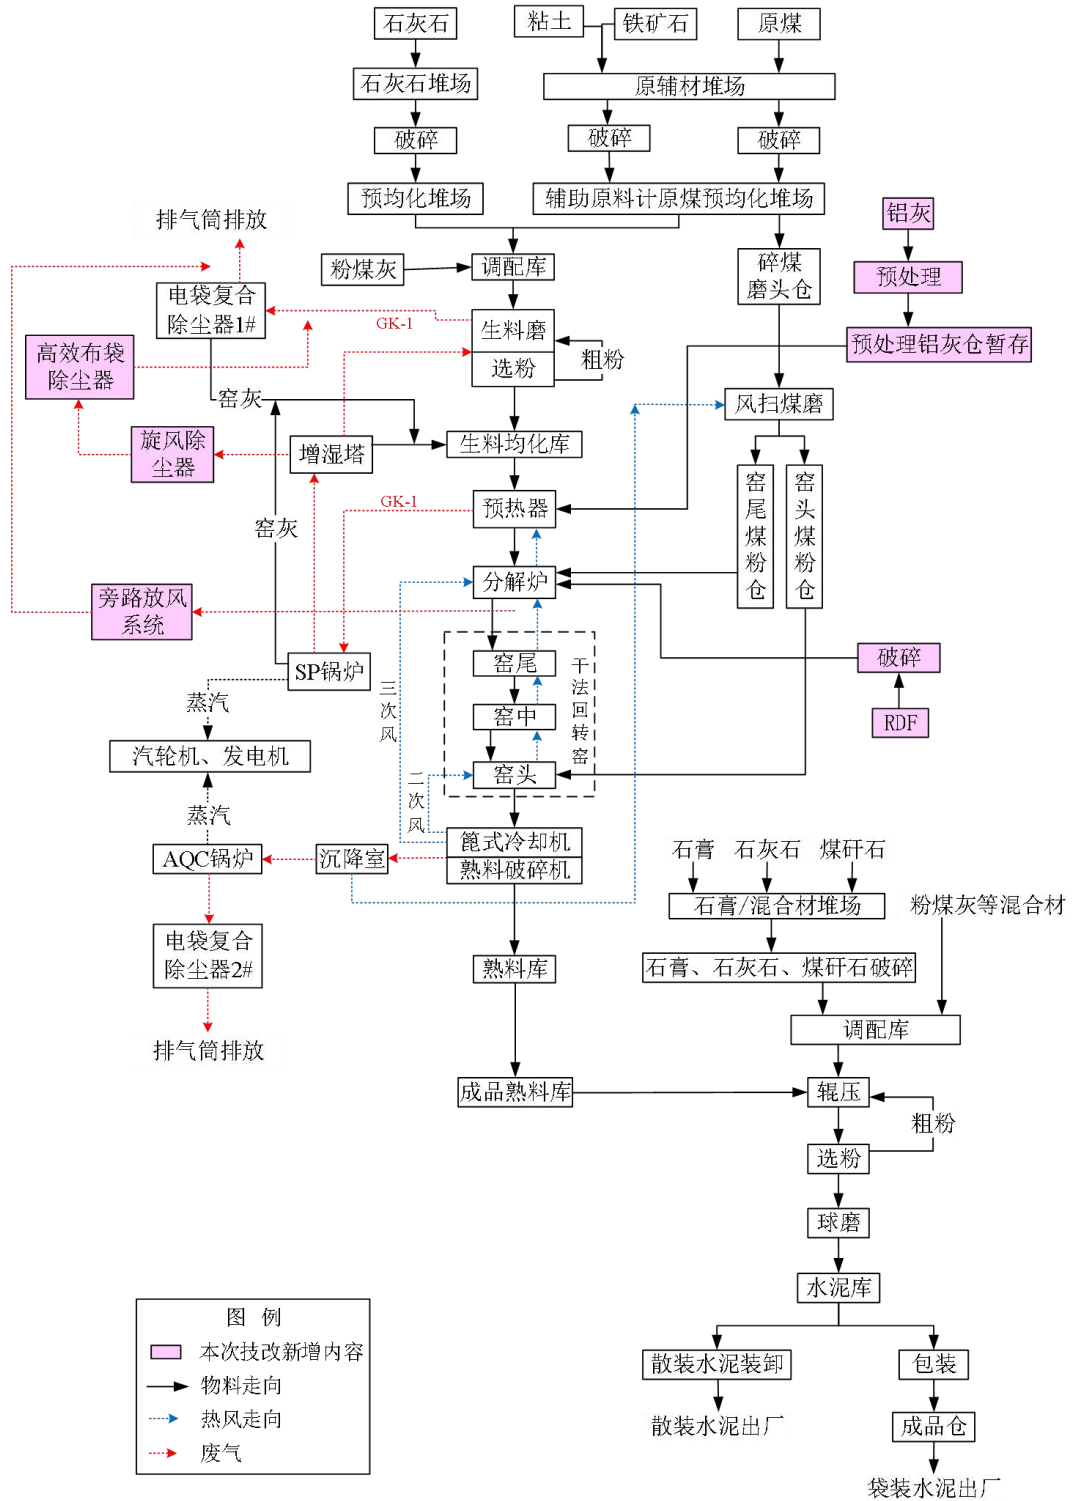 石灰石
粘土
铁矿石
原煤
石灰石堆场
原辅材堆场
破碎
破碎
破碎
预均化堆场
辅助原料计原煤预均化堆场
铝灰
排气筒排放
粉煤灰
调配库
碎煤
磨头仓
预处理
电袋复合
除尘器1#
GK-1
生料磨
选粉
粗粉
预处理铝灰仓暂存
高效布袋
除尘器
窑灰
风扫煤磨
旋风除
尘器
增湿塔
生料均化库
窑尾煤粉仓
窑头煤粉仓
GK-1
预热器
窑灰
分解炉
旁路放风
系统
窑尾
干法回转窑
破碎
SP锅炉
蒸汽
三次风
窑中
RDF
汽轮机、发电机
窑头
二次风
蒸汽
篦式冷却机
熟料破碎机
AQC锅炉
沉降室
石膏
石灰石
煤矸石
石膏/混合材堆场
粉煤灰等混合材
电袋复合
除尘器2#
熟料库
石膏、石灰石、煤矸石破碎
调配库
排气筒排放
成品熟料库
辊压
粗粉
选粉
球磨
水泥库
散装水泥装卸
包装
散装水泥出厂
成品仓
袋装水泥出厂
图 例
本次技改新增内容
物料走向
热风走向
废气